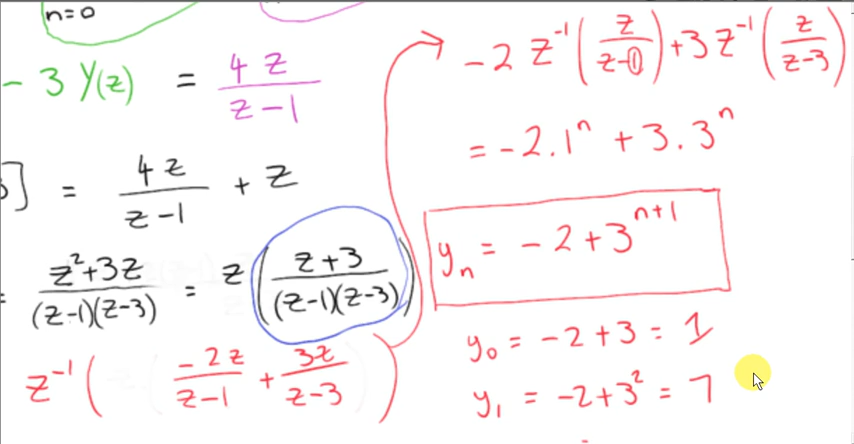 n=0
- 3 Y(z) = 4z/(z-1)
] = 4z/(z-1) + z
= (z²+3z)/((z-1)(z-3)) = z((z+3)/((z-1)(z-3)))
z⁻¹(-2z/(z-1) + 3z/(z-3))
-2 z⁻¹(z/(z-1)) + 3 z⁻¹(z/(z-3))
= -2.1ⁿ + 3.3ⁿ
yₙ = -2 + 3ⁿ⁺¹
y₀ = -2 + 3 = 1
y₁ = -2 + 3² = 7